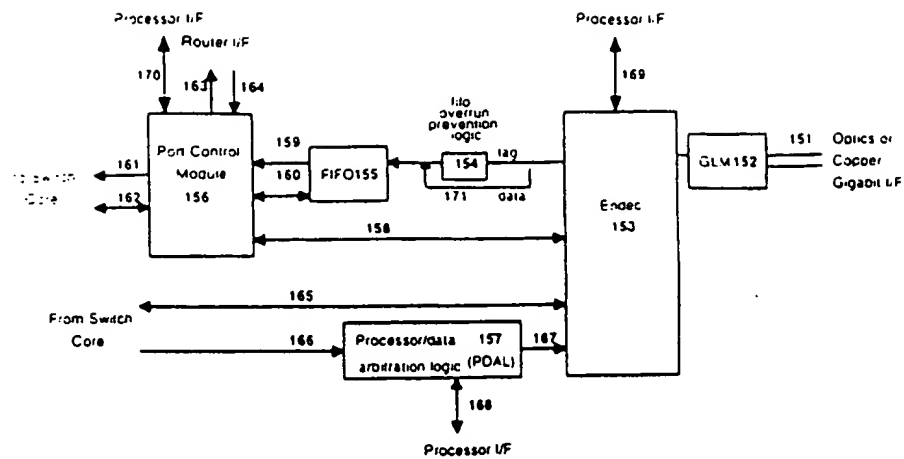 Processor I/F
Router I/F
170
163
164
Port Control
Module
156
161
162
Switch
Core
159
160
FIFO155
fifo
overrun
prevention
logic
154
tag
171
data
Processor I/F
169
Endec
153
GLM152
151
Optics or
Copper
Gigabit I/F
158
165
From Switch
Core
166
Processor/data
arbitration logic
157
(PDAL)
167
168
Processor I/F